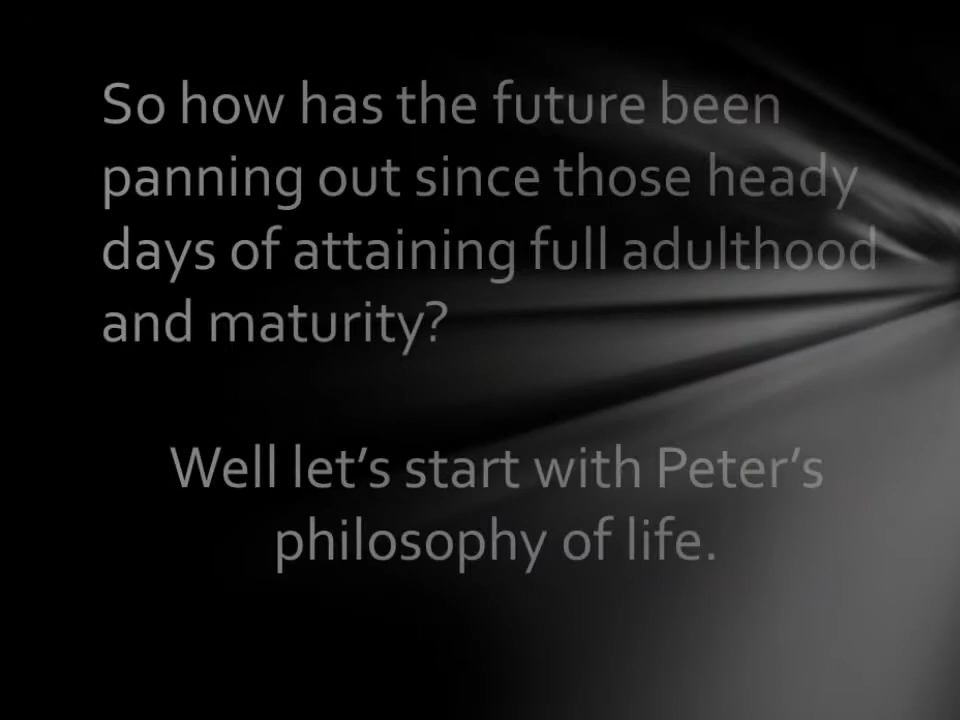 So how has the future been
panning out since those heady
days of attaining full adulthood
and maturity?
Well let’s start with Peter’s
philosophy of life.